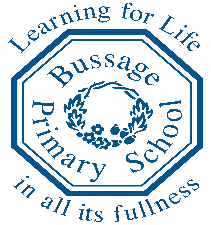 Learning for Life
Bussage
Primary School
in all its fullness